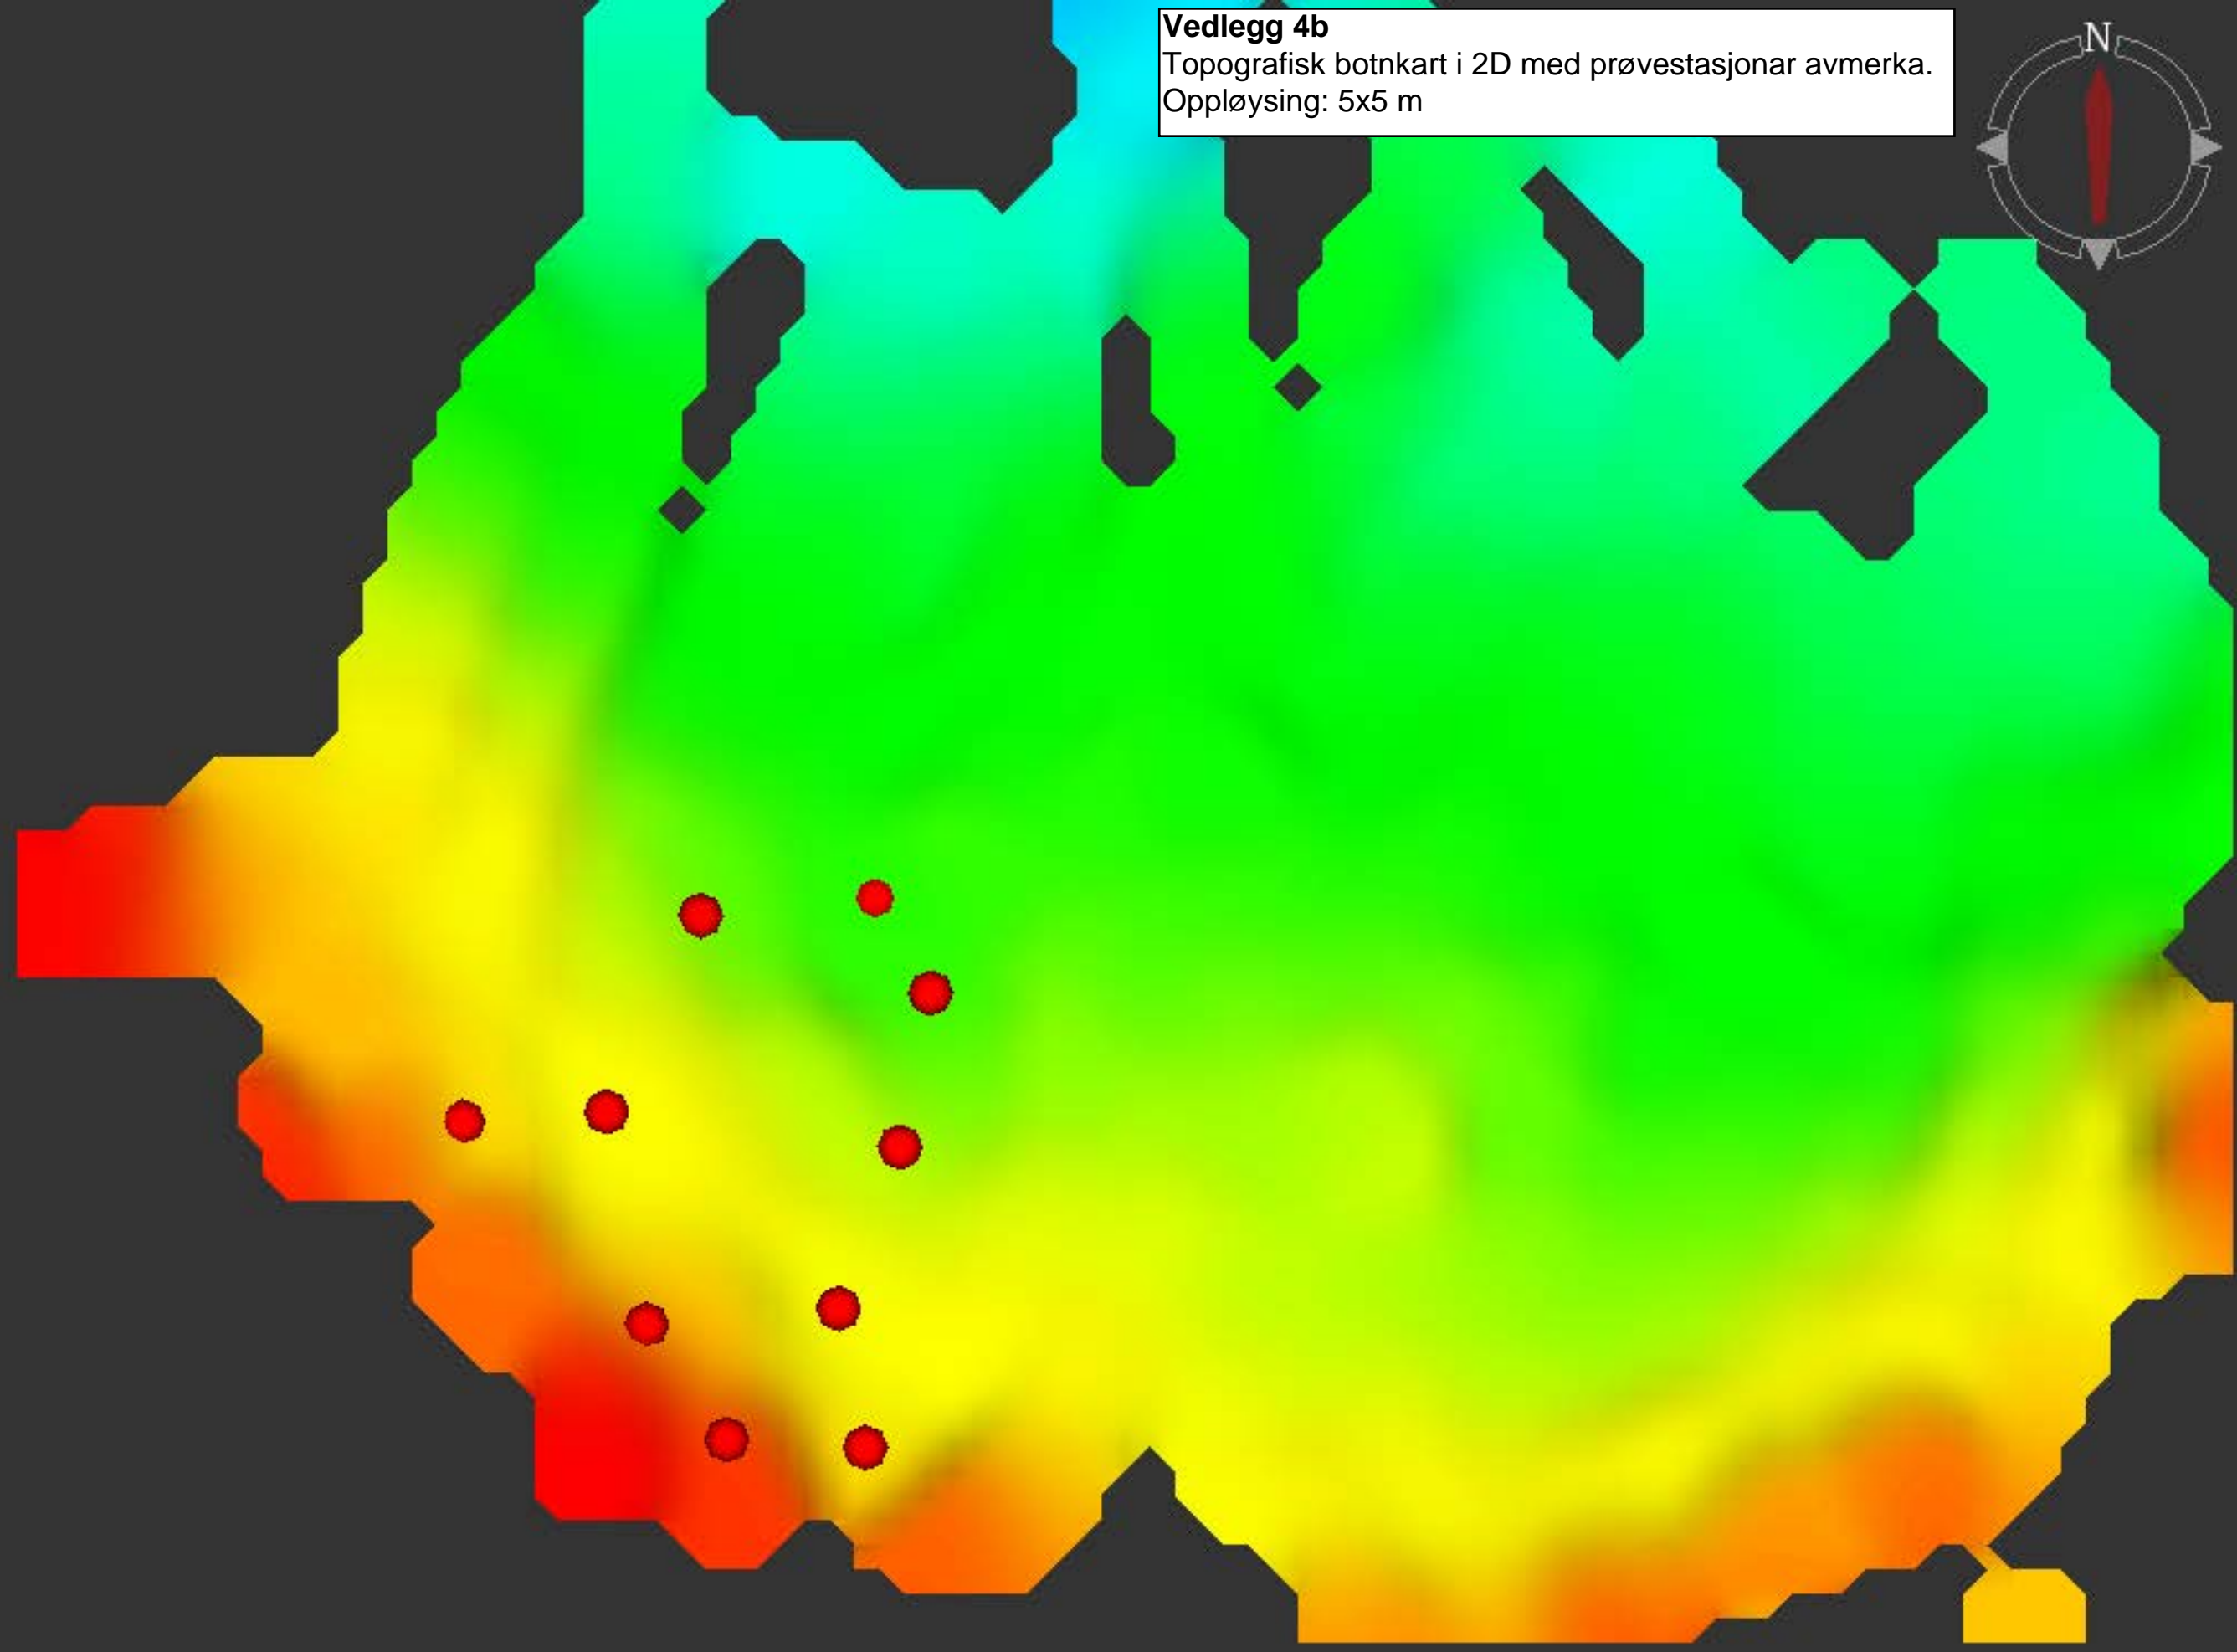 Vedlegg 4b
Topografisk botnkart i 2D med prøvestasjonar avmerka.
Oppløysing: 5x5 m
N